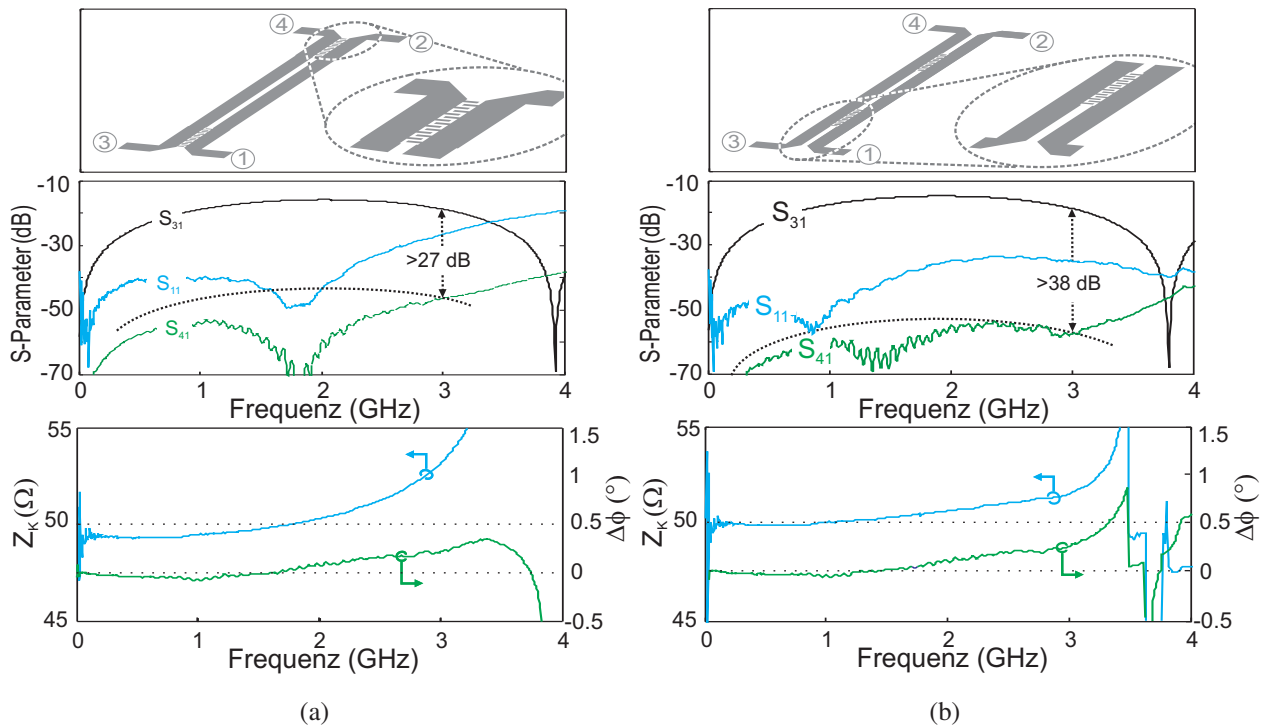 ④
②
③
①
④
②
③
①
-10
-30
-50
-70
S-Parameter (dB)
S31
S11
S41
>27 dB
0
1
2
3
4
Frequenz (GHz)
-10
-30
-50
-70
S-Parameter (dB)
S31
S11
S41
>38 dB
0
1
2
3
4
Frequenz (GHz)
55
50
45
ZK (Ω)
1.5
1
0.5
0
-0.5
Δϕ (°)
0
1
2
3
4
Frequenz (GHz)
55
50
45
ZK (Ω)
1.5
1
0.5
0
-0.5
Δϕ (°)
0
1
2
3
4
Frequenz (GHz)
(a)
(b)